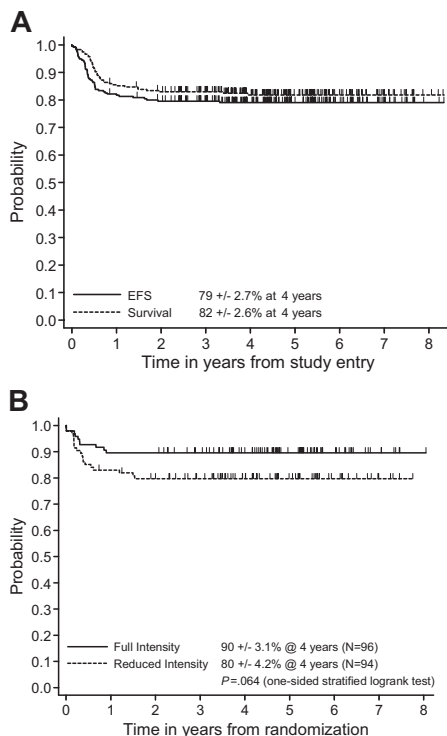 A
1.0
0.9
0.8
0.7
0.6
0.5
0.4
0.3
0.2
0.1
0.0
Probability
EFS 79 +/- 2.7% at 4 years
Survival 82 +/- 2.6% at 4 years
0 1 2 3 4 5 6 7 8
Time in years from study entry
B
1.0
0.9
0.8
0.7
0.6
0.5
0.4
0.3
0.2
0.1
0.0
Probability
Full Intensity 90 +/- 3.1% @ 4 years (N=96)
Reduced Intensity 80 +/- 4.2% @ 4 years (N=94)
P=.064 (one-sided stratified logrank test)
0 1 2 3 4 5 6 7 8
Time in years from randomization